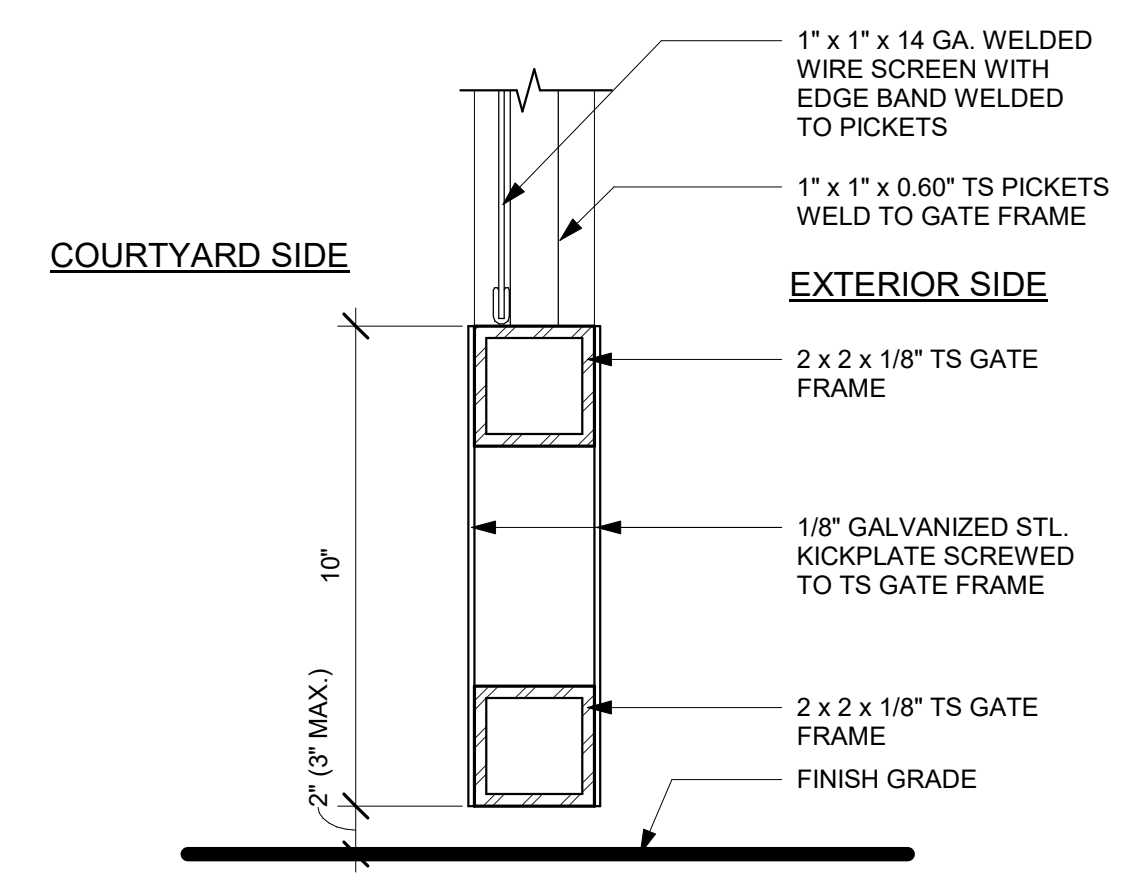 1" x 1" x 14 GA. WELDED
WIRE SCREEN WITH
EDGE BAND WELDED
TO PICKETS
1" x 1" x 0.60" TS PICKETS
WELD TO GATE FRAME
COURTYARD SIDE
EXTERIOR SIDE
2 x 2 x 1/8" TS GATE
FRAME
10"
1/8" GALVANIZED STL.
KICKPLATE SCREWED
TO TS GATE FRAME
2" (3" MAX.)
2 x 2 x 1/8" TS GATE
FRAME
FINISH GRADE